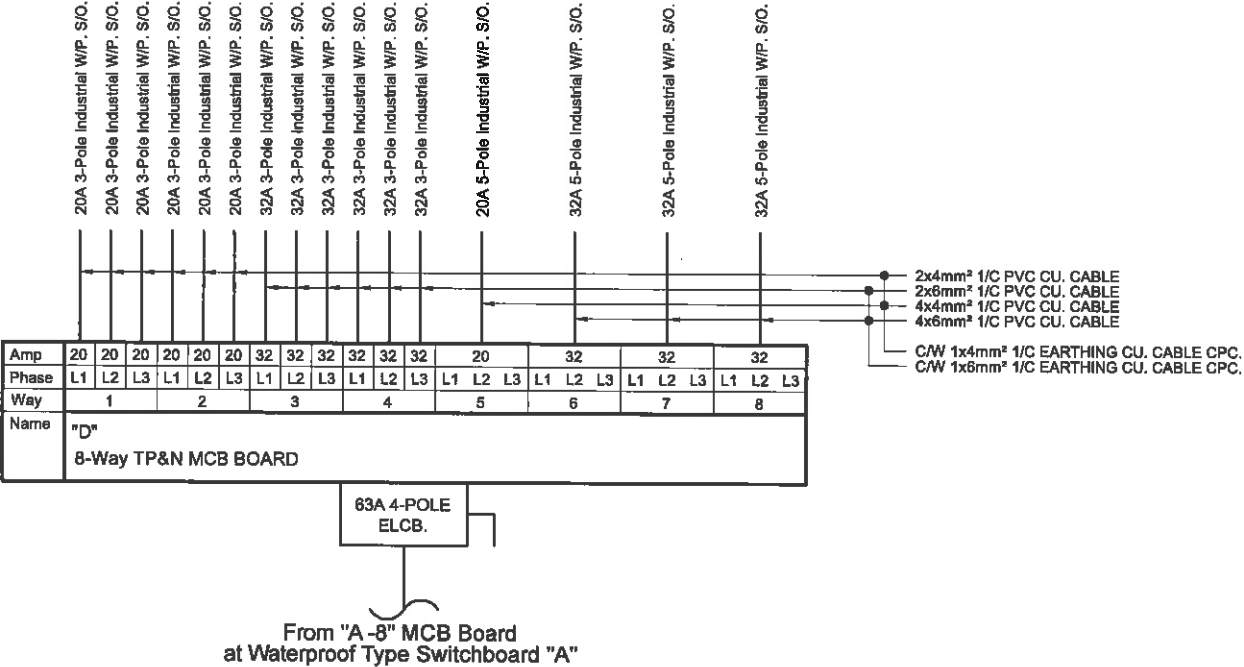 20A 3-Pole Industrial W/P. S/O.
20A 3-Pole Industrial W/P. S/O.
20A 3-Pole Industrial W/P. S/O.
20A 3-Pole Industrial W/P. S/O.
20A 3-Pole Industrial W/P. S/O.
20A 3-Pole Industrial W/P. S/O.
32A 3-Pole Industrial W/P. S/O.
32A 3-Pole Industrial W/P. S/O.
32A 3-Pole Industrial W/P. S/O.
32A 3-Pole Industrial W/P. S/O.
32A 3-Pole Industrial W/P. S/O.
32A 3-Pole Industrial W/P. S/O.
20A 5-Pole Industrial W/P. S/O.
32A 5-Pole Industrial W/P. S/O.
32A 5-Pole Industrial W/P. S/O.
32A 5-Pole Industrial W/P. S/O.
2x4mm² 1/C PVC CU. CABLE
2x6mm² 1/C PVC CU. CABLE
4x4mm² 1/C PVC CU. CABLE
4x6mm² 1/C PVC CU. CABLE
C/W 1x4mm² 1/C EARTHING CU. CABLE CPC.
C/W 1x6mm² 1/C EARTHING CU. CABLE CPC.
Amp 20 20 20 20 20 20 32 32 32 32 32 32 20 32 32 32
Phase L1 L2 L3 L1 L2 L3 L1 L2 L3 L1 L2 L3 L1 L2 L3 L1 L2 L3 L1 L2 L3 L1 L2 L3
Way 1 2 3 4 5 6 7 8
Name "D"
8-Way TP&N MCB BOARD
63A 4-POLE
ELCB.
From "A -8" MCB Board
at Waterproof Type Switchboard "A"